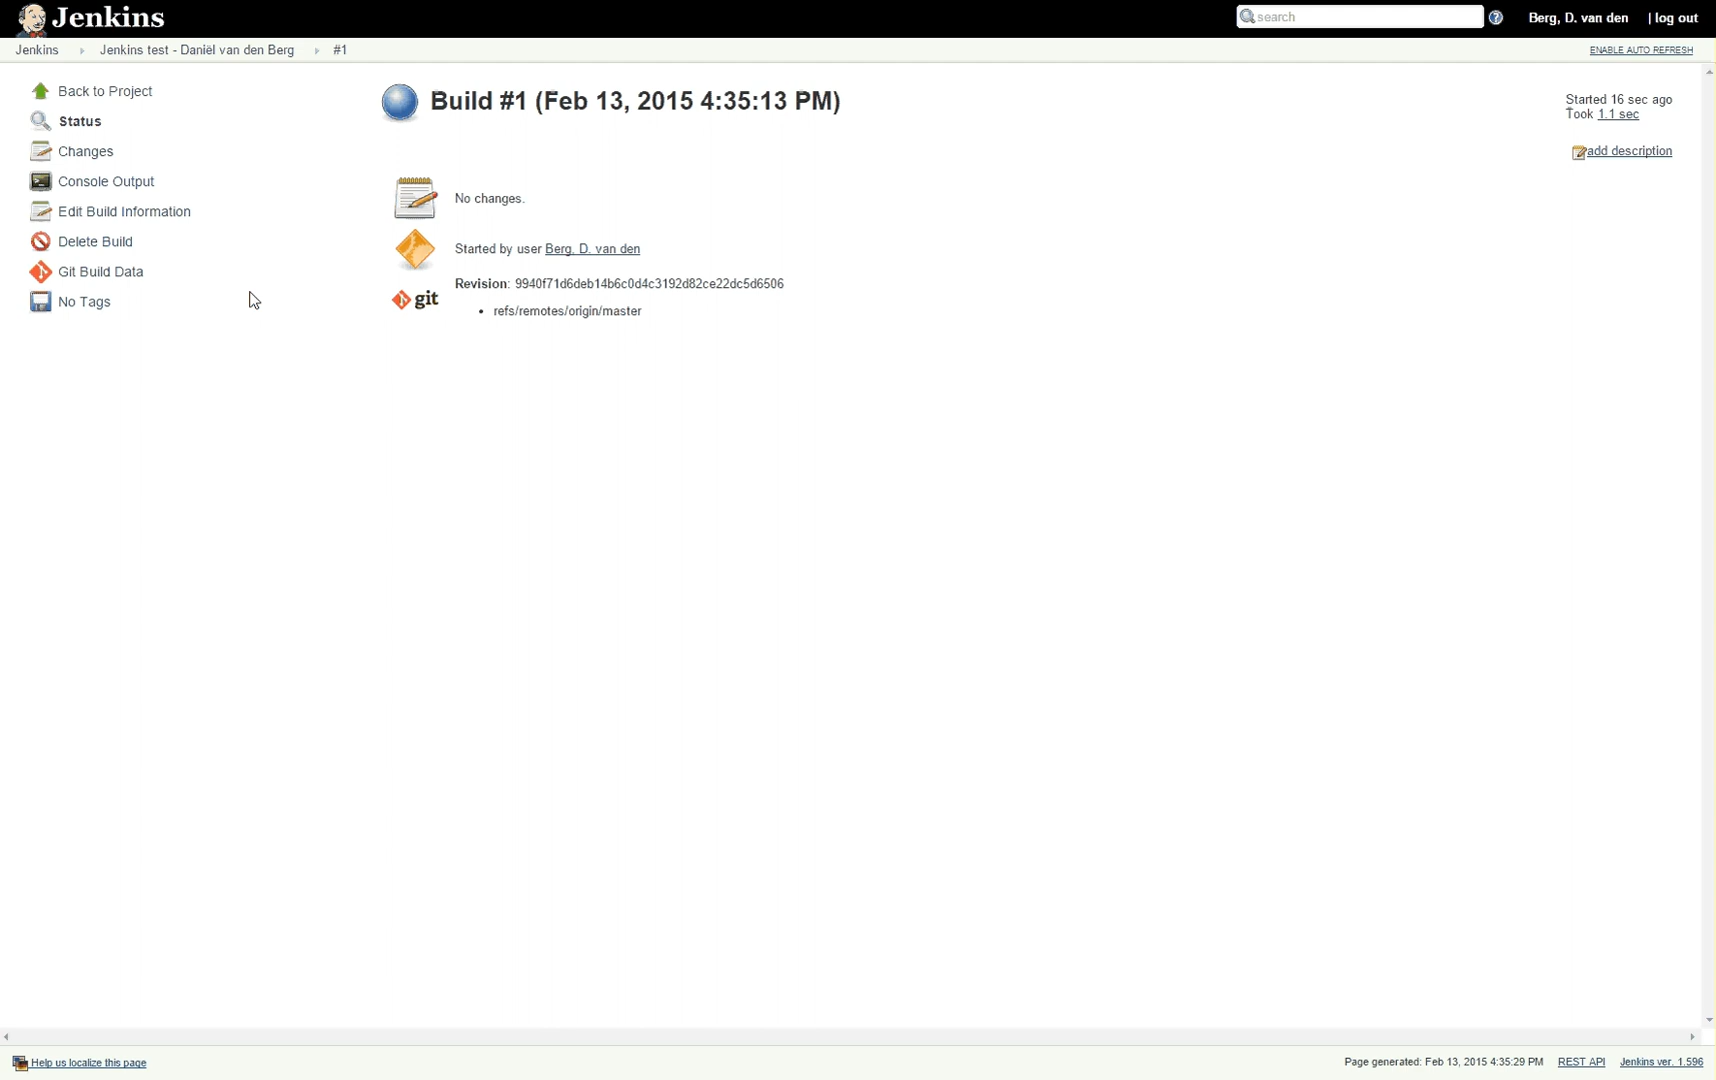 Jenkins
search
Berg, D. van den | log out
Jenkins
Jenkins test - Daniël van den Berg
#1
ENABLE AUTO REFRESH
Back to Project
Status
Changes
Console Output
Edit Build Information
Delete Build
Git Build Data
No Tags
Build #1 (Feb 13, 2015 4:35:13 PM)
Started 16 sec ago
Took 1.1 sec
add description
No changes.
Started by user Berg, D. van den
git
Revision: 9940f71d6deb14b6c0d4c3192d82ce22dc5d6506
• refs/remotes/origin/master
Help us localize this page
Page generated: Feb 13, 2015 4:35:29 PM
REST API
Jenkins ver. 1.596